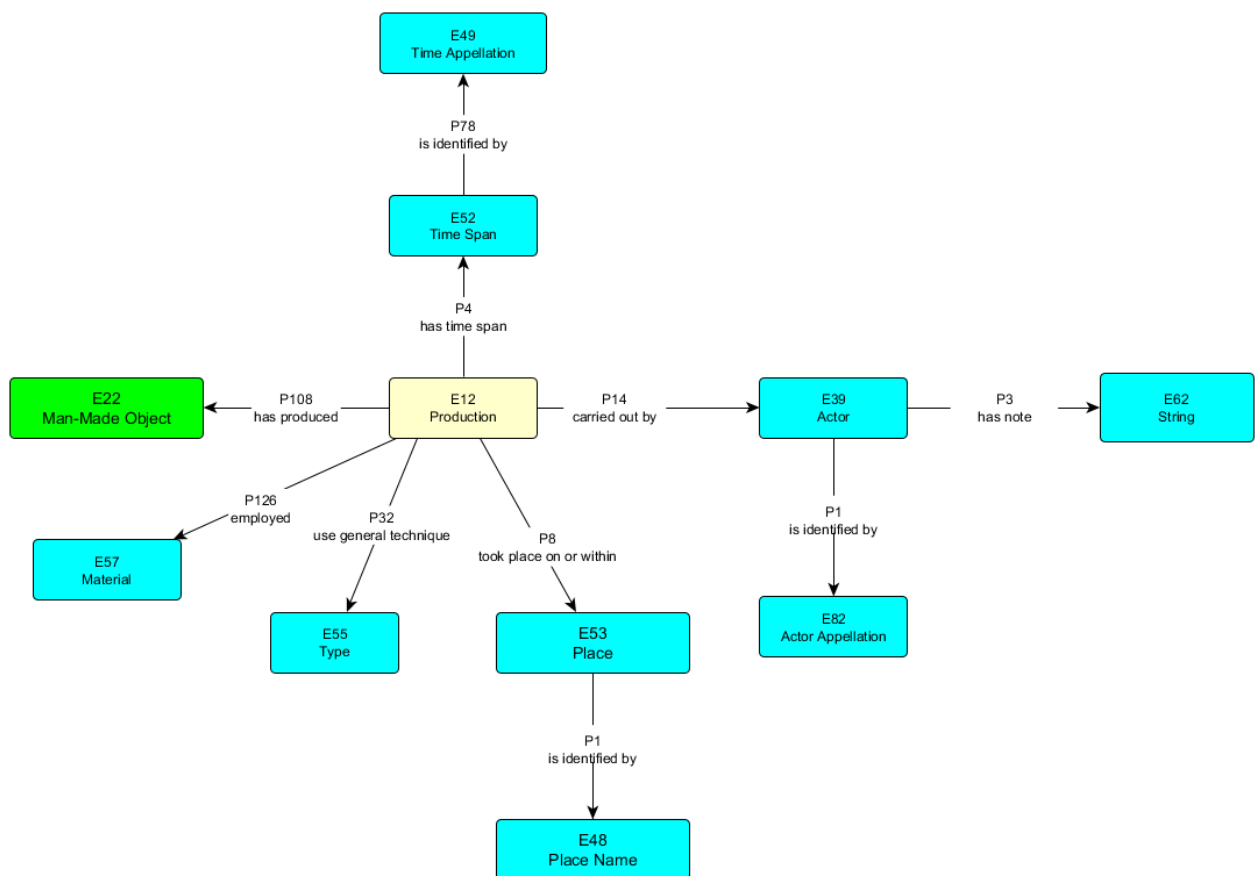 E49
Time Appellation
P78
is identified by
E52
Time Span
P4
has time span
E22
Man-Made Object
P108
has produced
E12
Production
P14
carried out by
E39
Actor
P3
has note
E62
String
P126
employed
P32
use general technique
P8
took place on or within
P1
is identified by
E57
Material
E55
Type
E53
Place
E82
Actor Appellation
P1
is identified by
E48
Place Name